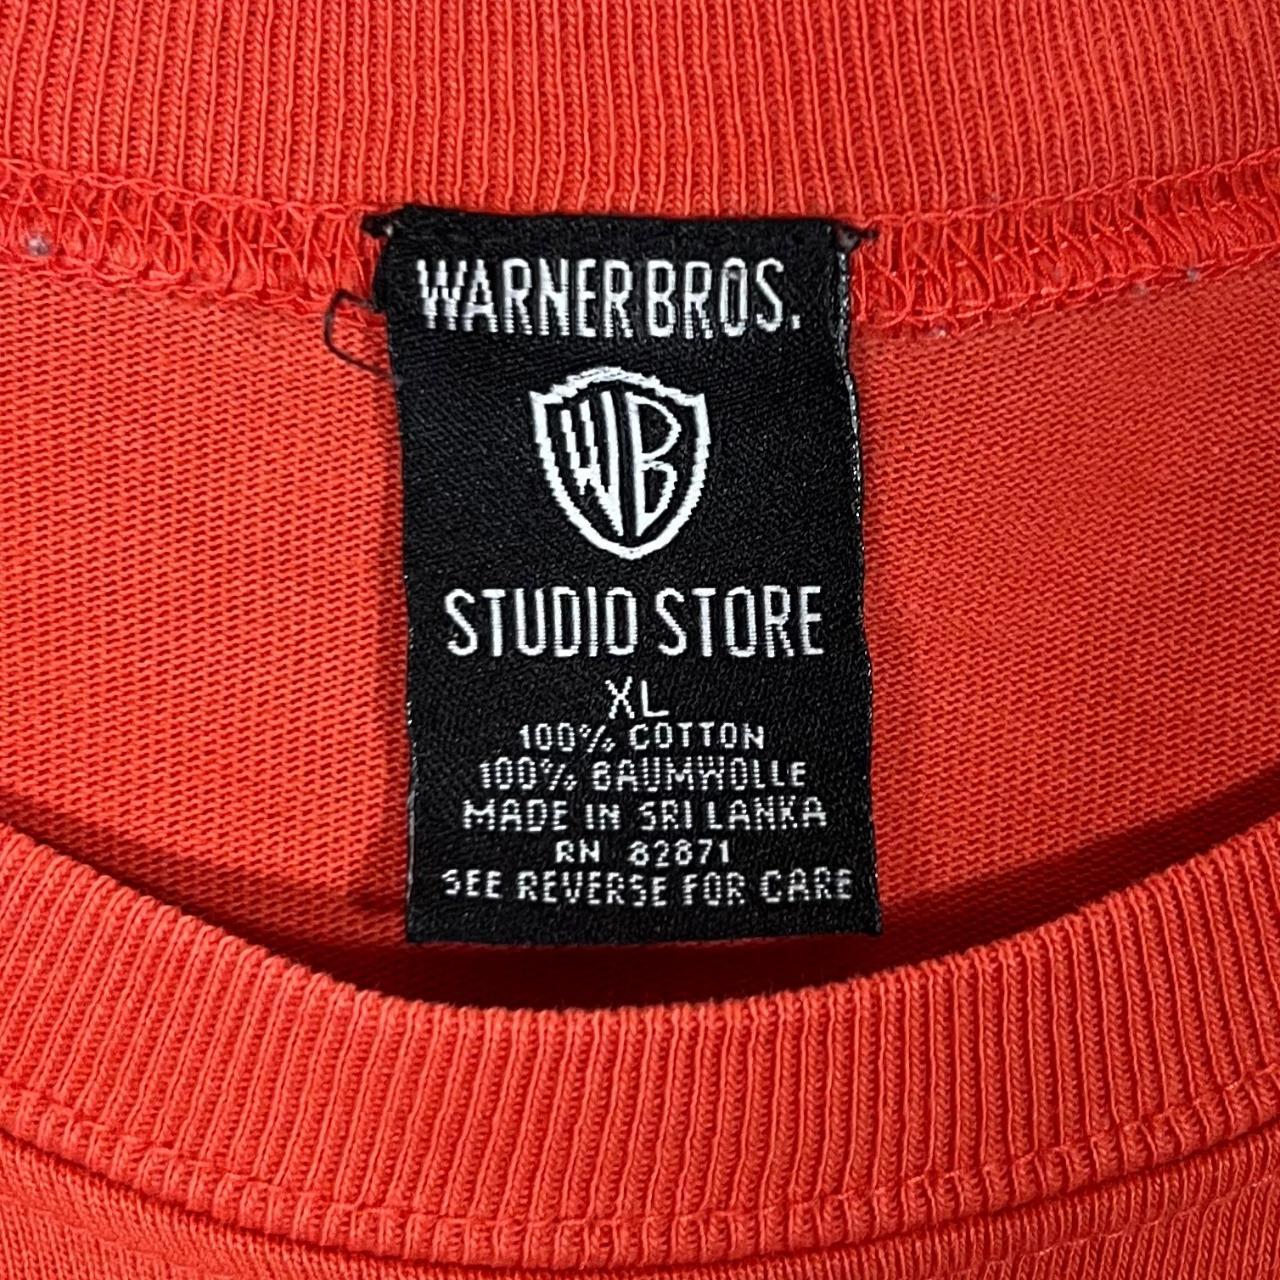 WARNER BROS.
WB
STUDIO STORE
XL
100% COTTON
100% BAUMWOLLE
MADE IN SRI LANKA
RN 82871
SEE REVERSE FOR CARE